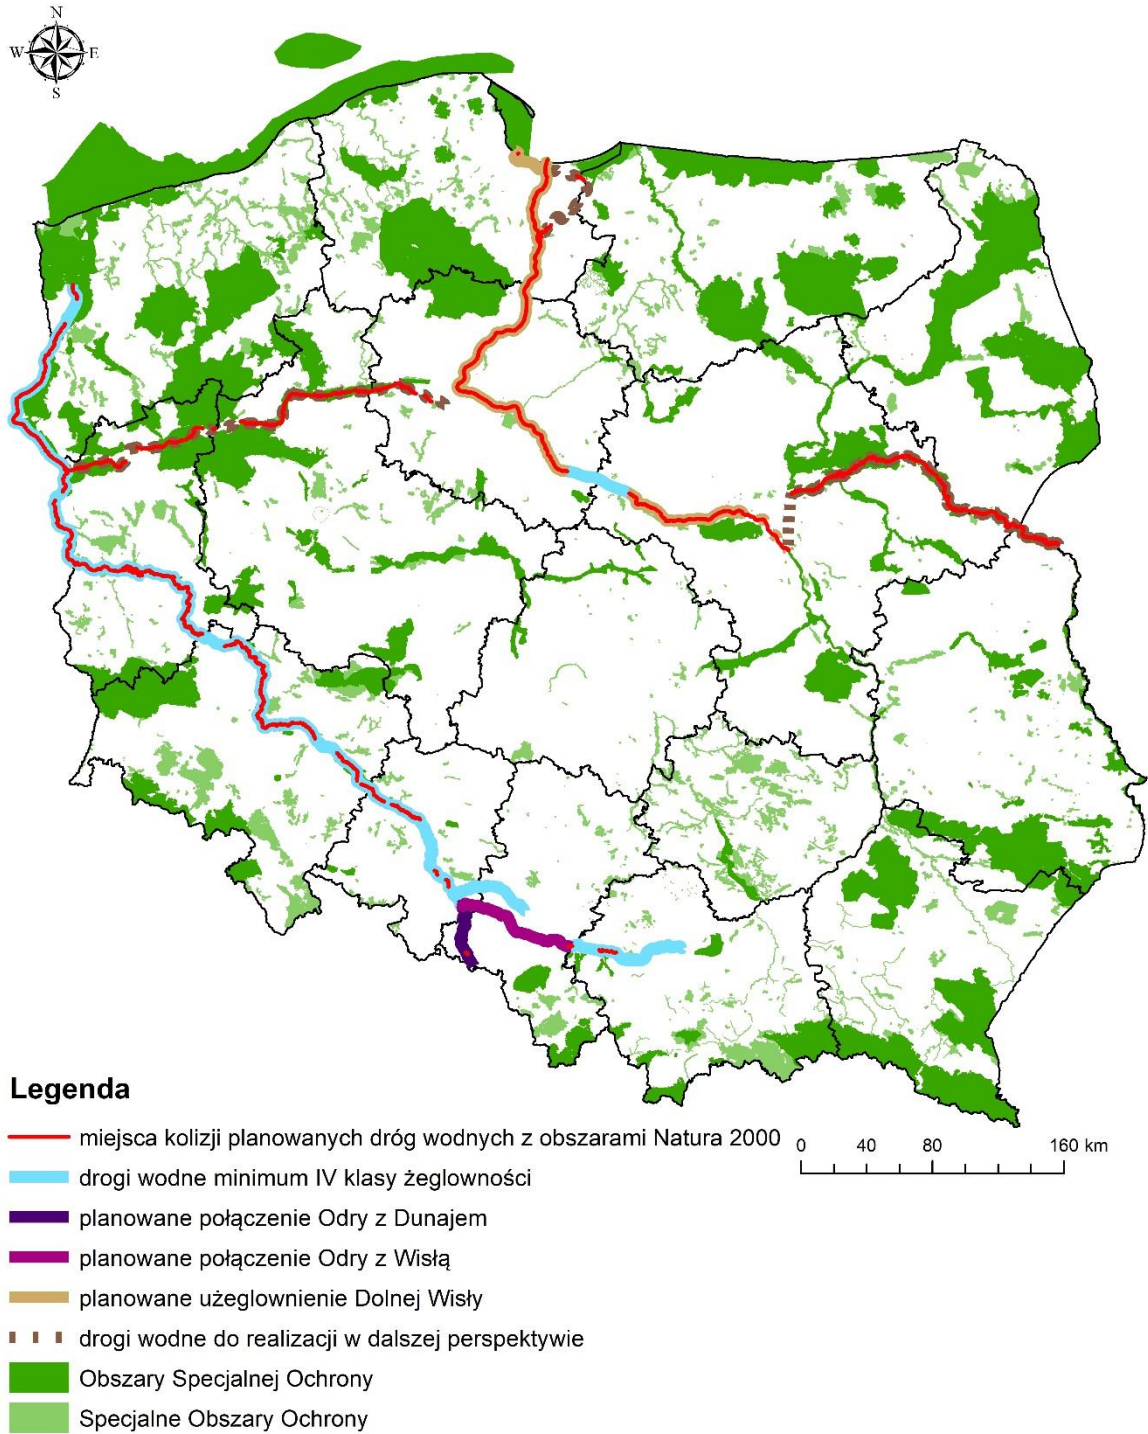 N
W E
S
Legenda
miejsca kolizji planowanych dróg wodnych z obszarami Natura 2000
drogi wodne minimum IV klasy żeglowności
planowane połączenie Odry z Dunajem
planowane połączenie Odry z Wisłą
planowane użeglownienie Dolnej Wisły
drogi wodne do realizacji w dalszej perspektywie
Obszary Specjalnej Ochrony
Specjalne Obszary Ochrony
0 40 80 160 km